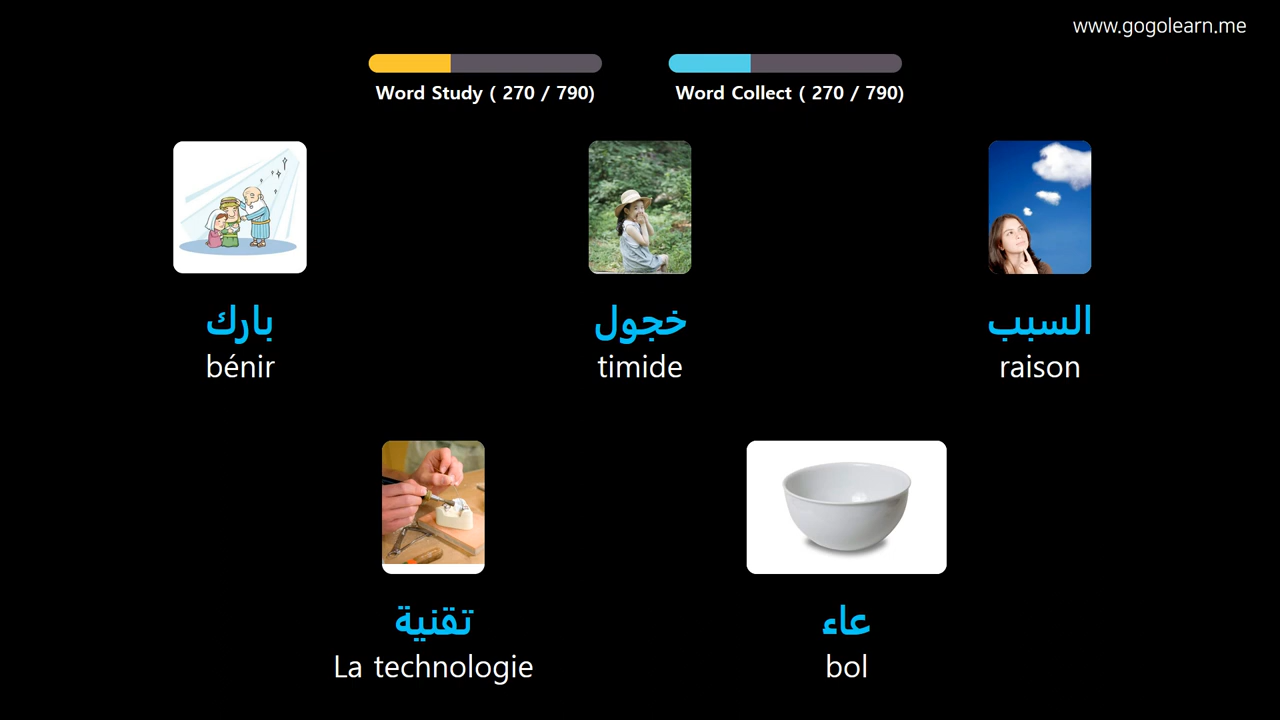 www.gogolearn.me
Word Study ( 270 / 790)
Word Collect ( 270 / 790)
بارك
bénir
خجول
timide
السبب
raison
تقنية
La technologie
عاء
bol